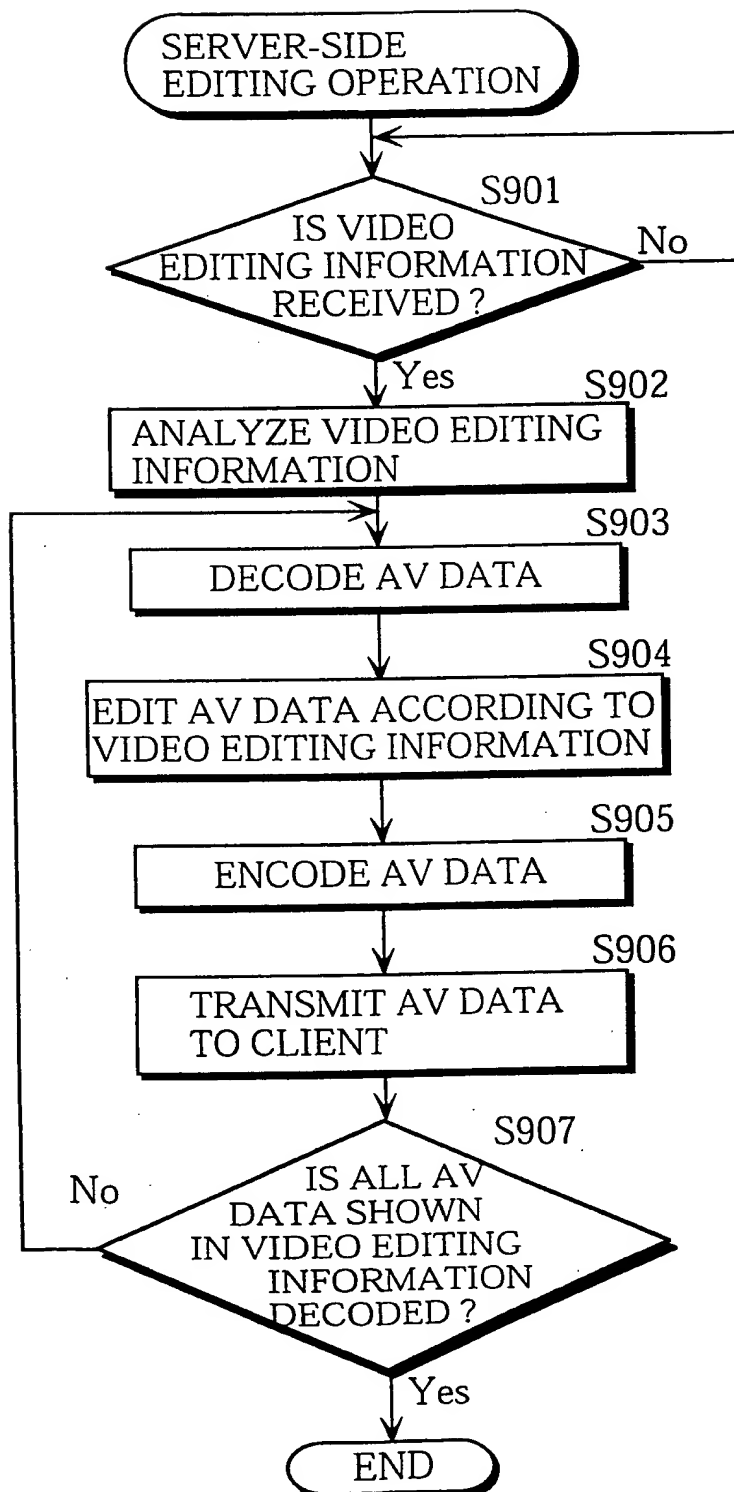 SERVER-SIDE
EDITING OPERATION
S901
IS VIDEO
EDITING INFORMATION
RECEIVED ?
No
Yes
S902
ANALYZE VIDEO EDITING
INFORMATION
S903
DECODE AV DATA
S904
EDIT AV DATA ACCORDING TO
VIDEO EDITING INFORMATION
S905
ENCODE AV DATA
S906
TRANSMIT AV DATA
TO CLIENT
S907
No
IS ALL AV
DATA SHOWN
IN VIDEO EDITING
INFORMATION
DECODED ?
Yes
END